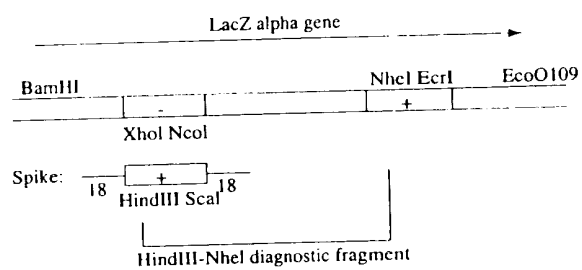 LacZ alpha gene
BamHI NheI EcrI EcoO109
- +
XhoI NcoI
Spike: 18 + 18
HindIII ScaI
HindIII-NheI diagnostic fragment